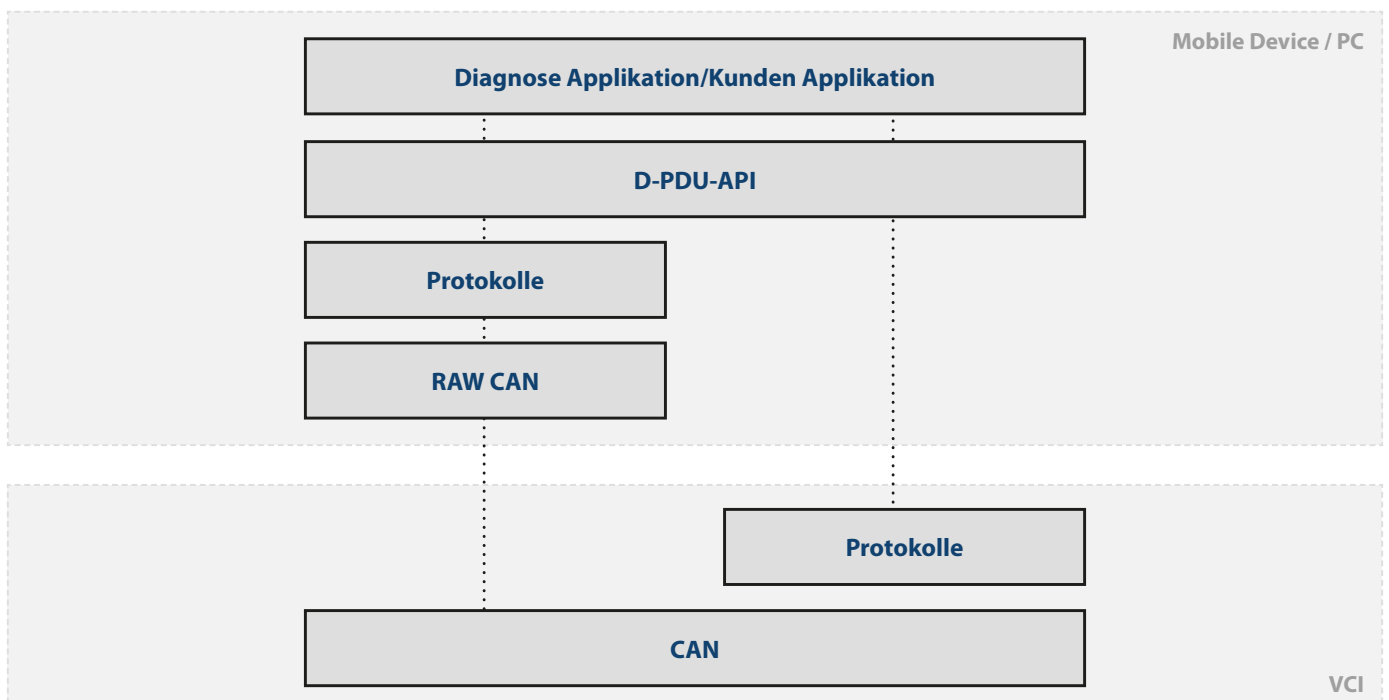 Mobile Device / PC
Diagnose Applikation/Kunden Applikation
D-PDU-API
Protokolle
RAW CAN
Protokolle
CAN
VCI